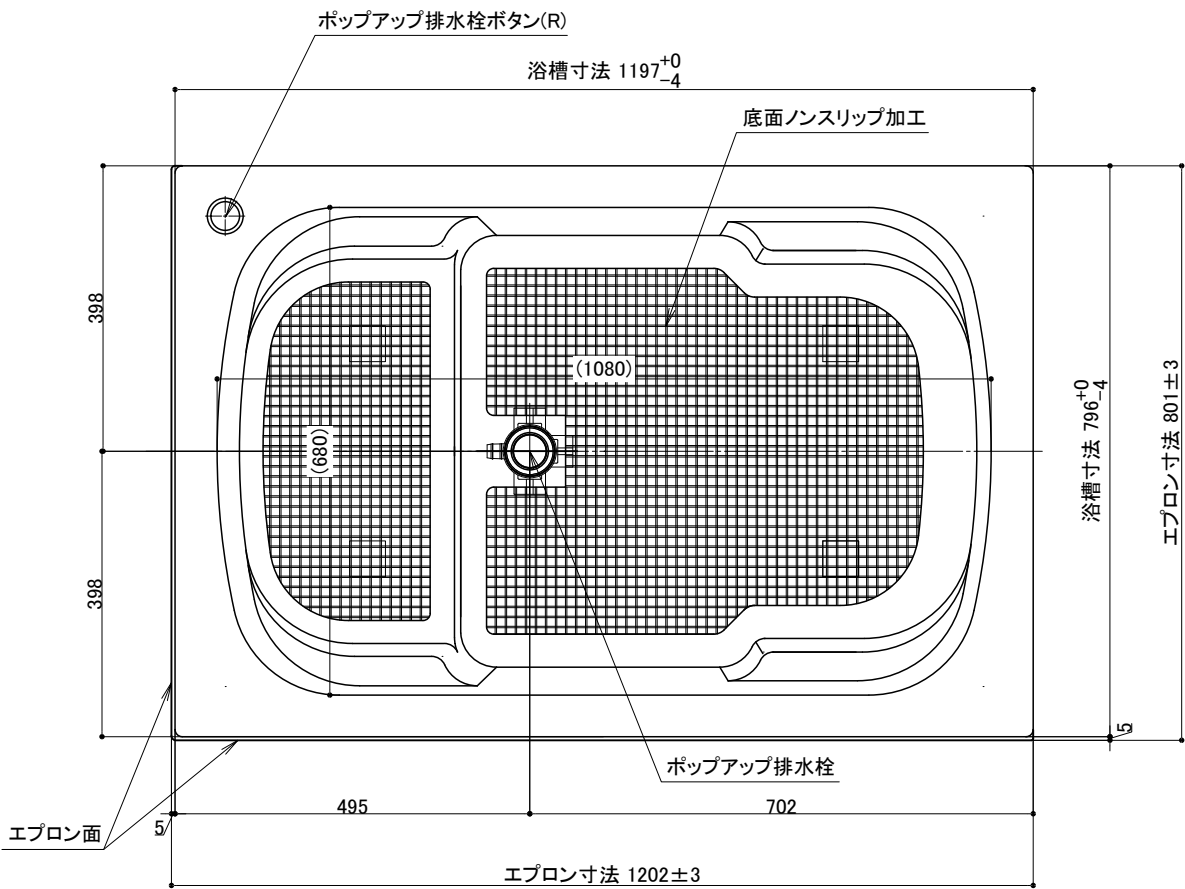 ポップアップ排水栓ボタン(R)
浴槽寸法 1197+0-4
底面ノンスリップ加工
398
(1080)
(680)
浴槽寸法 796+0-4
エプロン寸法 801±3
398
5
ポップアップ排水栓
495
702
5
エプロン面
エプロン寸法 1202±3